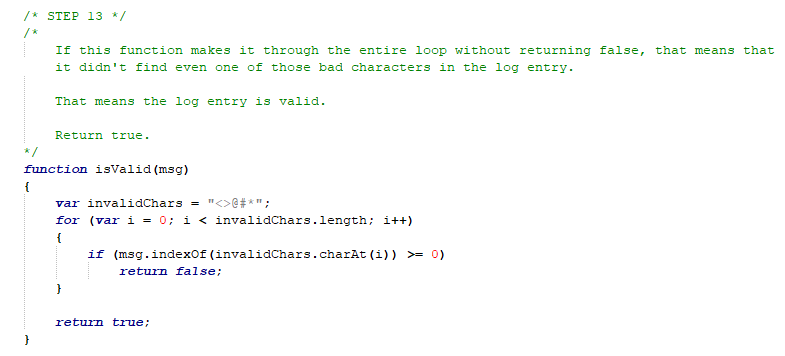 /* STEP 13 */
/*
If this function makes it through the entire loop without returning false, that means that
it didn't find even one of those bad characters in the log entry.
That means the log entry is valid.
Return true.
*/
function isValid(msg)
{
var invalidChars = "<>@#*";
for (var i = 0; i < invalidChars.length; i++)
{
if (msg.indexOf(invalidChars.charAt(i)) >= 0)
return false;
}
return true;
}